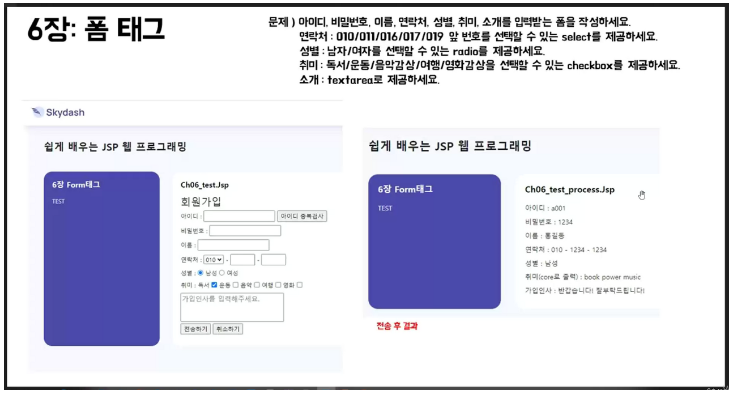 6장: 폼 태그
문제 ) 아이디, 비밀번호, 이름, 연락처, 성별, 취미, 소개를 입력받는 폼을 작성하세요.
연락처 : 010/011/016/017/019 앞 번호를 선택할 수 있는 select를 제공하세요.
성별 : 남자/여자를 선택할 수 있는 radio를 제공하세요.
취미 : 독서/운동/음악감상/여행/영화감상을 선택할 수 있는 checkbox를 제공하세요.
소개 : textarea로 제공하세요.
Skydash
쉽게 배우는 JSP 웹 프로그래밍
6장 Form태그
TEST
Ch06_test.Jsp
회원가입
아이디 : 아이디 중복검사
비밀번호 :
이름 :
연락처 : 010 - -
성별 : 남성 여성
취미 : 독서 운동 음악 여행 영화
가입인사를 입력해주세요.
전송하기 취소하기
쉽게 배우는 JSP 웹 프로그래밍
6장 Form태그
TEST
Ch06_test_process.Jsp
아이디 : a001
비밀번호 : 1234
이름 : 홍길동
연락처 : 010 - 1234 - 1234
성별 : 남성
취미(core로 출력) : book power music
가입인사 : 반갑습니다! 잘부탁드립니다!
전송 후 결과